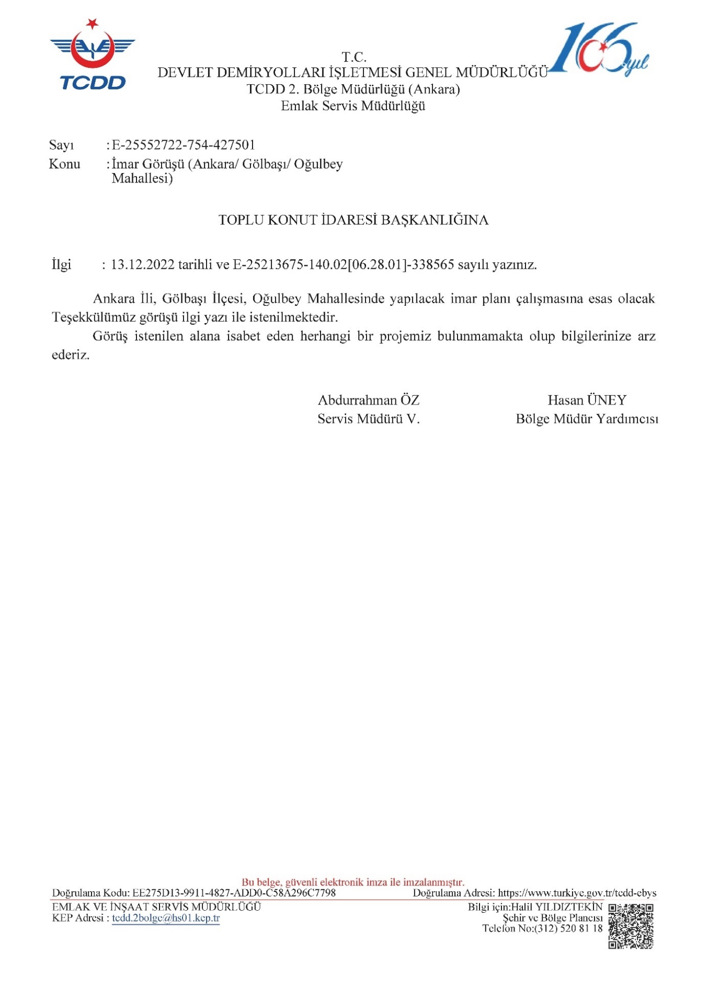 TCDD
166
yıl
T.C.
DEVLET DEMİRYOLLARI İŞLETMESİ GENEL MÜDÜRLÜĞÜ
TCDD 2. Bölge Müdürlüğü (Ankara)
Emlak Servis Müdürlüğü
Sayı :E-25552722-754-427501
Konu :İmar Görüşü (Ankara/ Gölbaşı/ Oğulbey
Mahallesi)
TOPLU KONUT İDARESİ BAŞKANLIĞINA
İlgi : 13.12.2022 tarihli ve E-25213675-140.02[06.28.01]-338565 sayılı yazınız.
Ankara İli, Gölbaşı İlçesi, Oğulbey Mahallesinde yapılacak imar planı çalışmasına esas olacak
Teşekkülümüz görüşü ilgi yazı ile istenilmektedir.
Görüş istenilen alana isabet eden herhangi bir projemiz bulunmamakta olup bilgilerinize arz
ederiz.
Abdurrahman ÖZ Hasan ÜNEY
Servis Müdürü V. Bölge Müdür Yardımcısı
Bu belge, güvenli elektronik imza ile imzalanmıştır.
Doğrulama Kodu: EE275D13-9911-4827-ADD0-C58A296C7798 Doğrulama Adresi: https://www.turkiye.gov.tr/tcdd-ebys
EMLAK VE İNŞAAT SERVİS MÜDÜRLÜĞÜ Bilgi için:Halil YILDIZTEKİN
KEP Adresi : tcdd.2bolge@hs01.kep.tr Şehir ve Bölge Plancısı
Telefon No:(312) 520 81 18